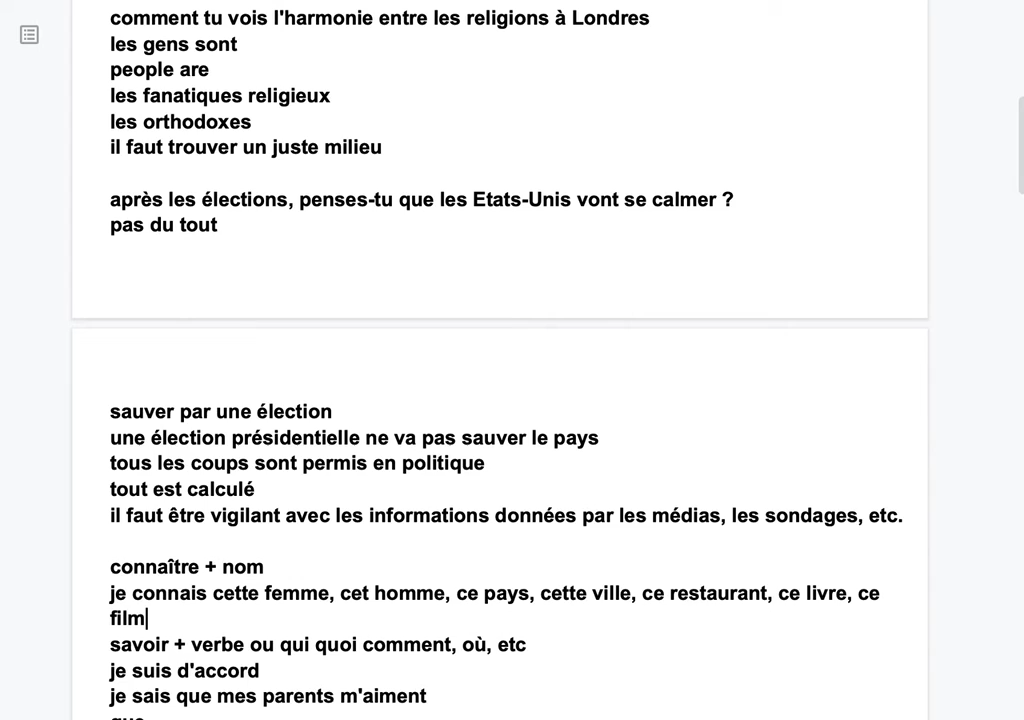 comment tu vois l'harmonie entre les religions à Londres
les gens sont
people are
les fanatiques religieux
les orthodoxes
il faut trouver un juste milieu
après les élections, penses-tu que les Etats-Unis vont se calmer ?
pas du tout
sauver par une élection
une élection présidentielle ne va pas sauver le pays
tous les coups sont permis en politique
tout est calculé
il faut être vigilant avec les informations données par les médias, les sondages, etc.
connaître + nom
je connais cette femme, cet homme, ce pays, cette ville, ce restaurant, ce livre, ce
film
savoir + verbe ou qui quoi comment, où, etc
je suis d'accord
je sais que mes parents m'aiment